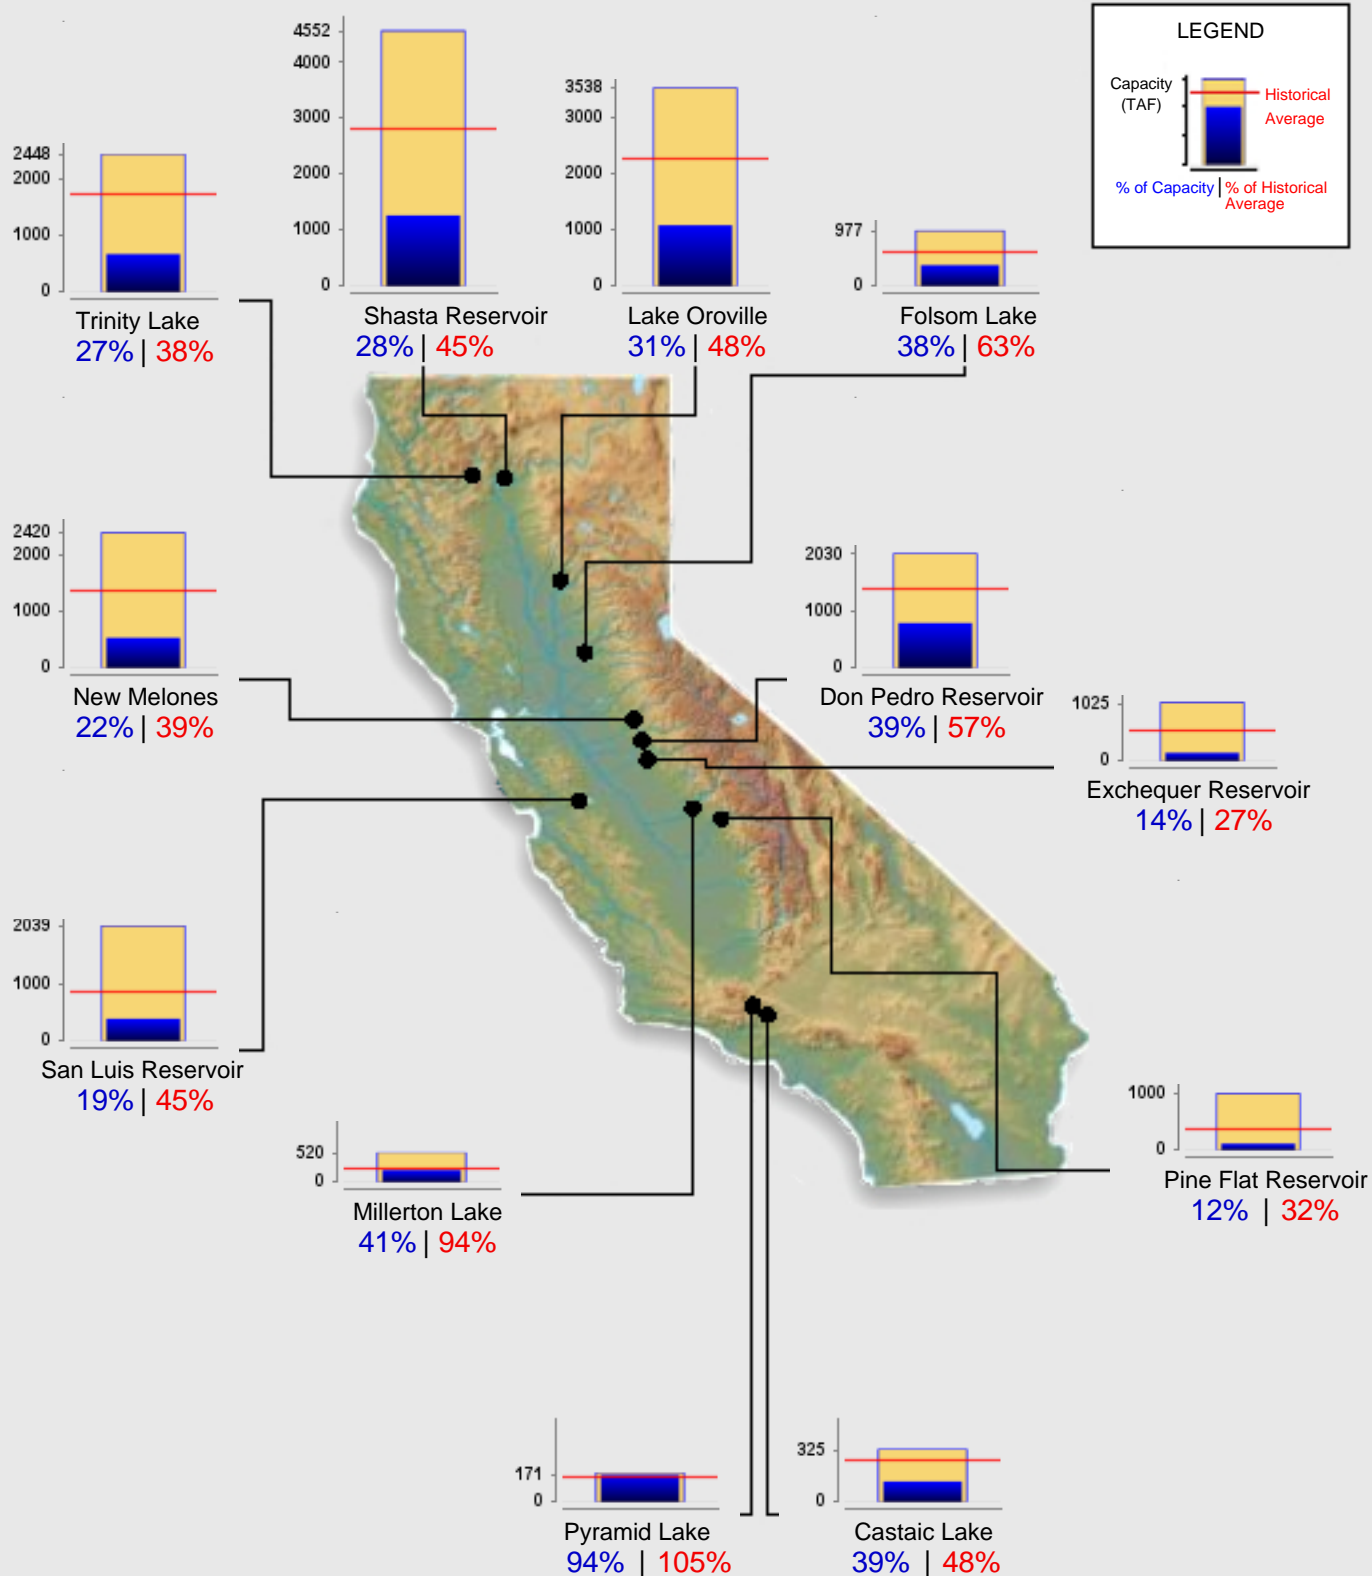 LEGEND
Capacity
(TAF)
Historical
Average
% of Capacity | % of Historical
Average
4552
4000
3000
2000
1000
0
Shasta Reservoir
28% | 45%
3538
3000
2000
1000
0
Lake Oroville
31% | 48%
977
0
Folsom Lake
38% | 63%
2448
2000
1000
0
Trinity Lake
27% | 38%
2420
2000
1000
0
New Melones
22% | 39%
2030
1000
0
Don Pedro Reservoir
39% | 57%
1025
0
Exchequer Reservoir
14% | 27%
2039
1000
0
San Luis Reservoir
19% | 45%
520
0
Millerton Lake
41% | 94%
1000
0
Pine Flat Reservoir
12% | 32%
171
0
Pyramid Lake
94% | 105%
325
0
Castaic Lake
39% | 48%